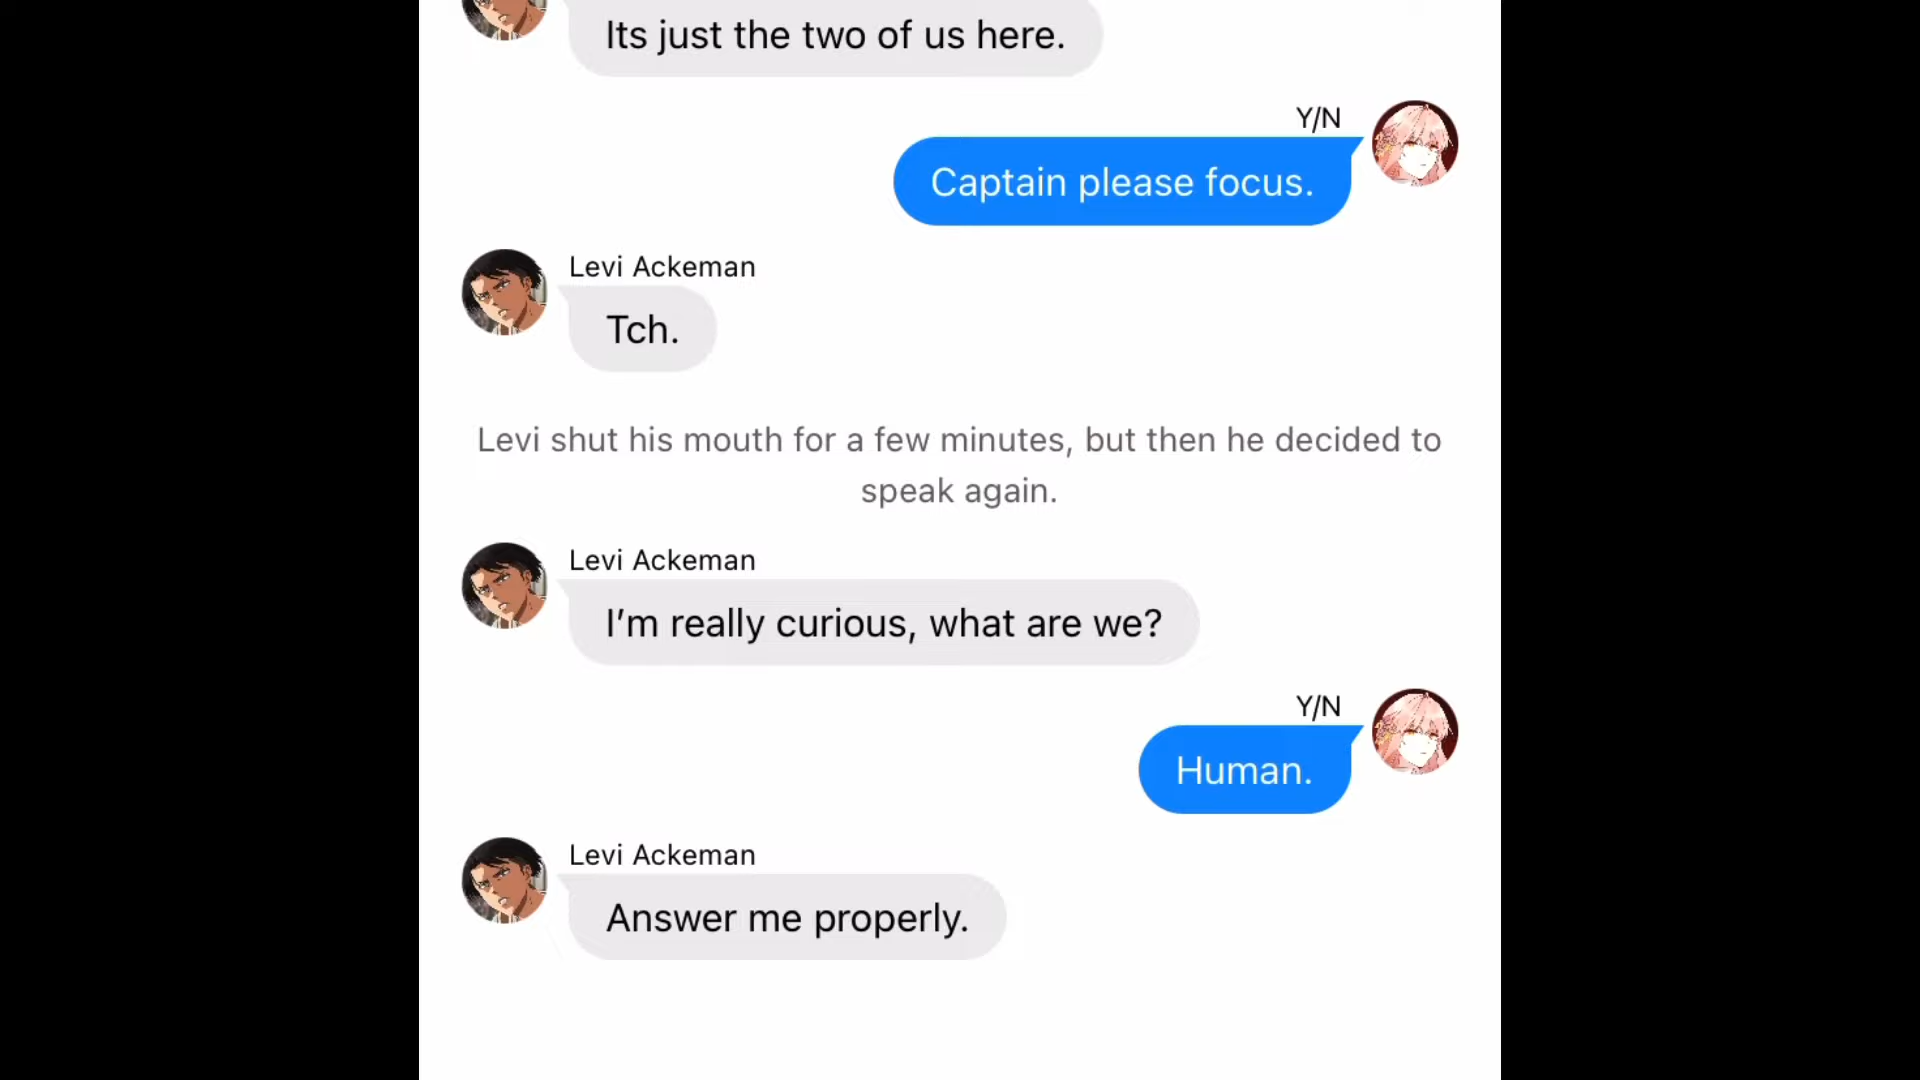 Its just the two of us here.
Y/N
Captain please focus.
Levi Ackeman
Tch.
Levi shut his mouth for a few minutes, but then he decided to
speak again.
Levi Ackeman
I’m really curious, what are we?
Y/N
Human.
Levi Ackeman
Answer me properly.